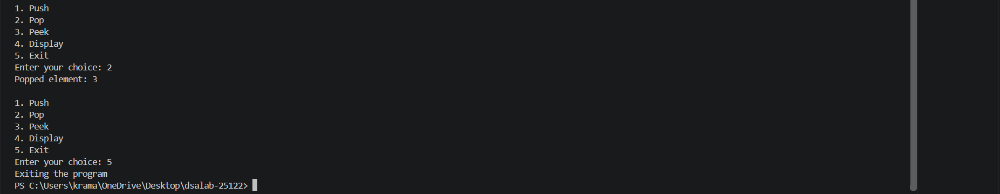 1. Push
2. Pop
3. Peek
4. Display
5. Exit
Enter your choice: 2
Popped element: 3

1. Push
2. Pop
3. Peek
4. Display
5. Exit
Enter your choice: 5
Exiting the program
PS C:\Users\krama\OneDrive\Desktop\dsalab-25122>